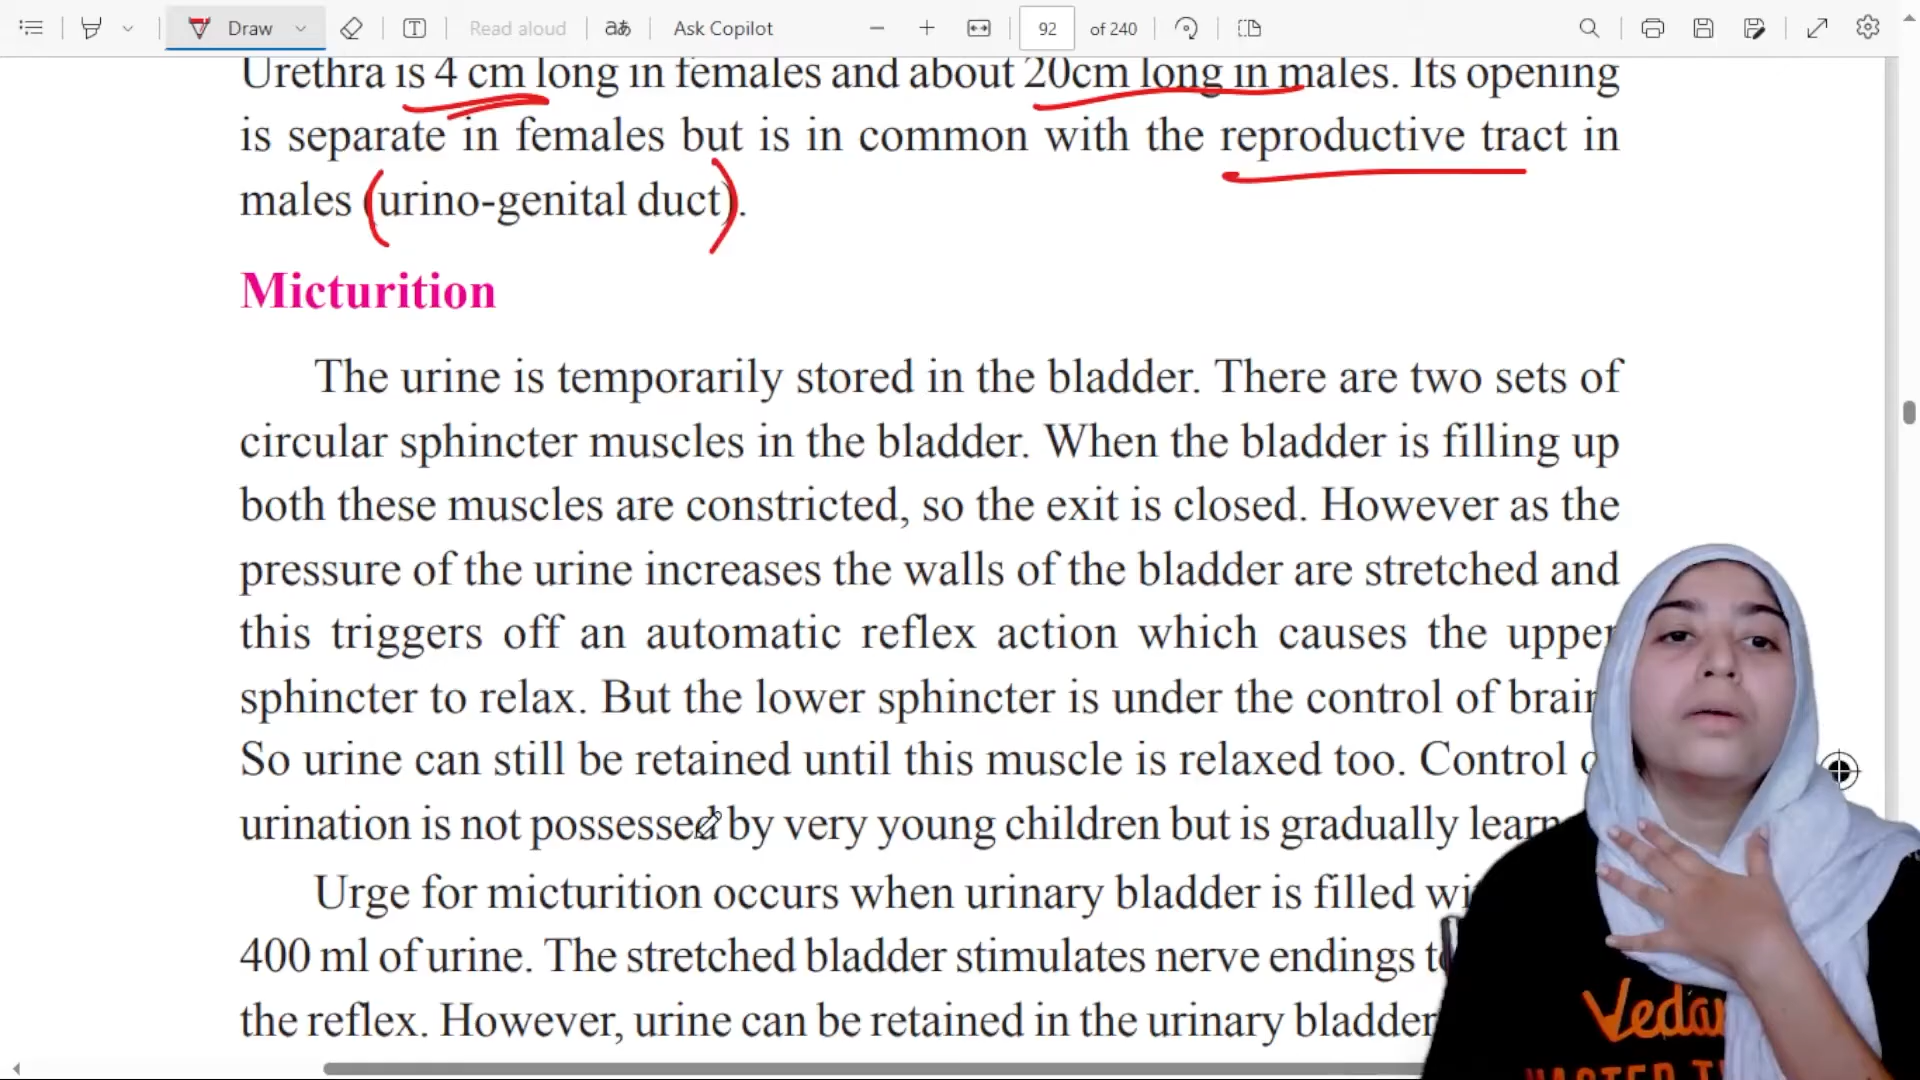 Draw
Read aloud
aあ
Ask Copilot
92
of 240
Urethra is 4 cm long in females and about 20cm long in males. Its opening
is separate in females but is in common with the reproductive tract in
males (urino-genital duct).
Micturition
The urine is temporarily stored in the bladder. There are two sets of
circular sphincter muscles in the bladder. When the bladder is filling up
both these muscles are constricted, so the exit is closed. However as the
pressure of the urine increases the walls of the bladder are stretched and
this triggers off an automatic reflex action which causes the upper
sphincter to relax. But the lower sphincter is under the control of brain
So urine can still be retained until this muscle is relaxed too. Control
urination is not possessed by very young children but is gradually learn
Urge for micturition occurs when urinary bladder is filled
400 ml of urine. The stretched bladder stimulates nerve endings
the reflex. However, urine can be retained in the urinary bladder
Vedan
MASTER T